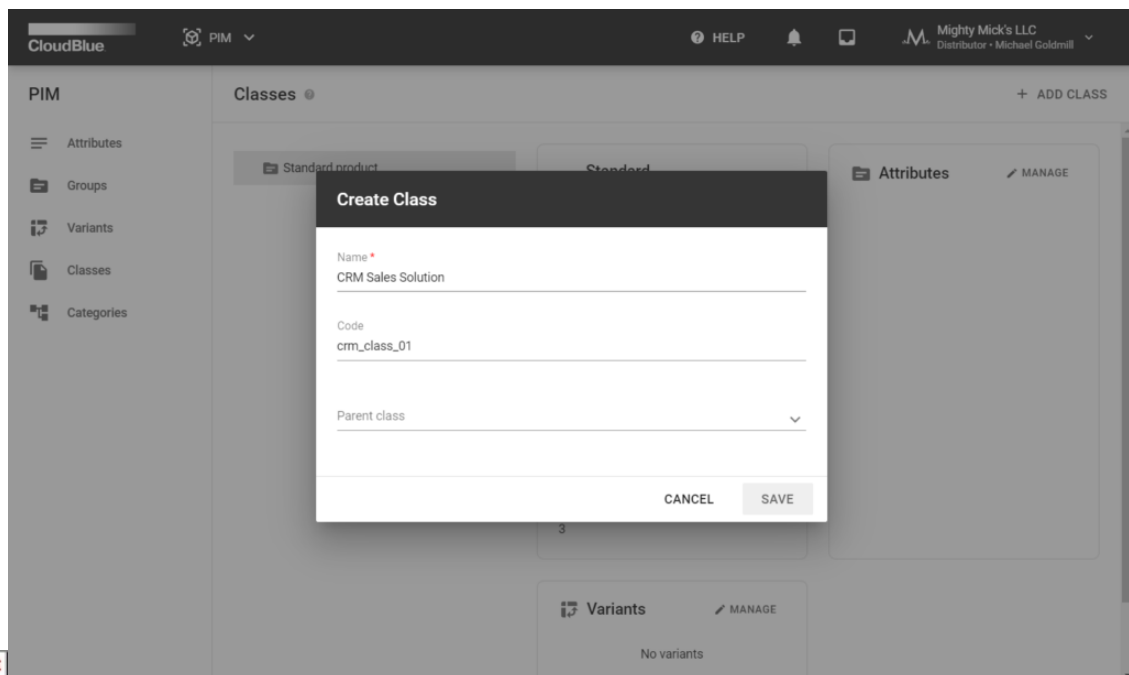 CloudBlue
PIM
HELP
Mighty Mick's LLC
Distributor • Michael Goldmill
PIM
Classes
+ ADD CLASS
Attributes
Groups
Variants
Classes
Categories
Standard product
Standard
Attributes
MANAGE
Create Class
Name *
CRM Sales Solution
Code
crm_class_01
Parent class
CANCEL
SAVE
3
Variants
MANAGE
No variants